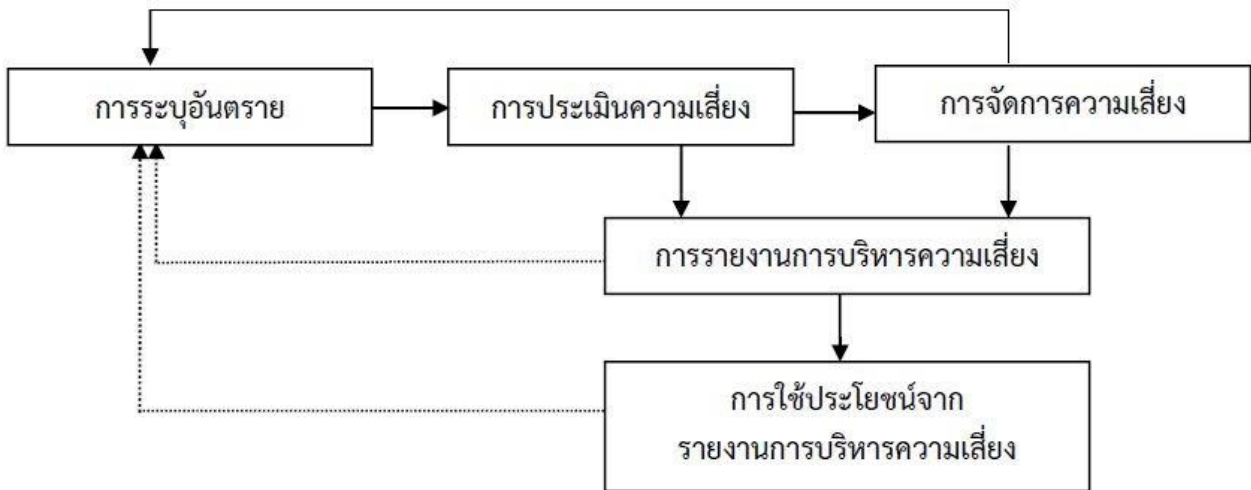 การระบุอันตราย
การประเมินความเสี่ยง
การจัดการความเสี่ยง
การรายงานการบริหารความเสี่ยง
การใช้ประโยชน์จาก
รายงานการบริหารความเสี่ยง